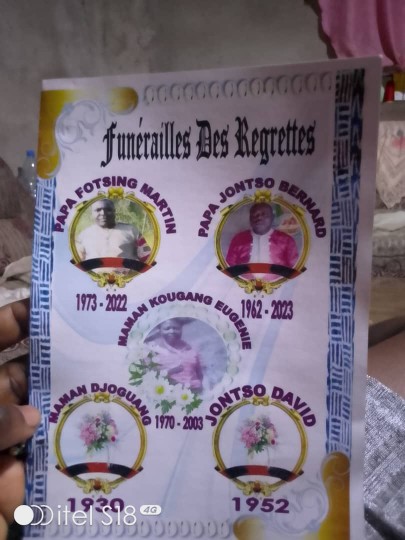 Funérailles Des Regrettes
PAPA FOTSING MARTIN
PAPA JONTSO BERNARD
1973 - 2022
1962 - 2023
MAMAN KOUGANG EUGENIE
1970 - 2003
MAMAN DJOGUANG
JONTSO DAVID
1930
1952
itel S18 4G